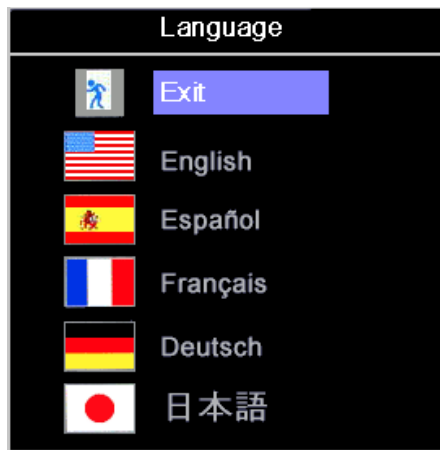 Language
Exit
English
Español
Français
Deutsch
日本語